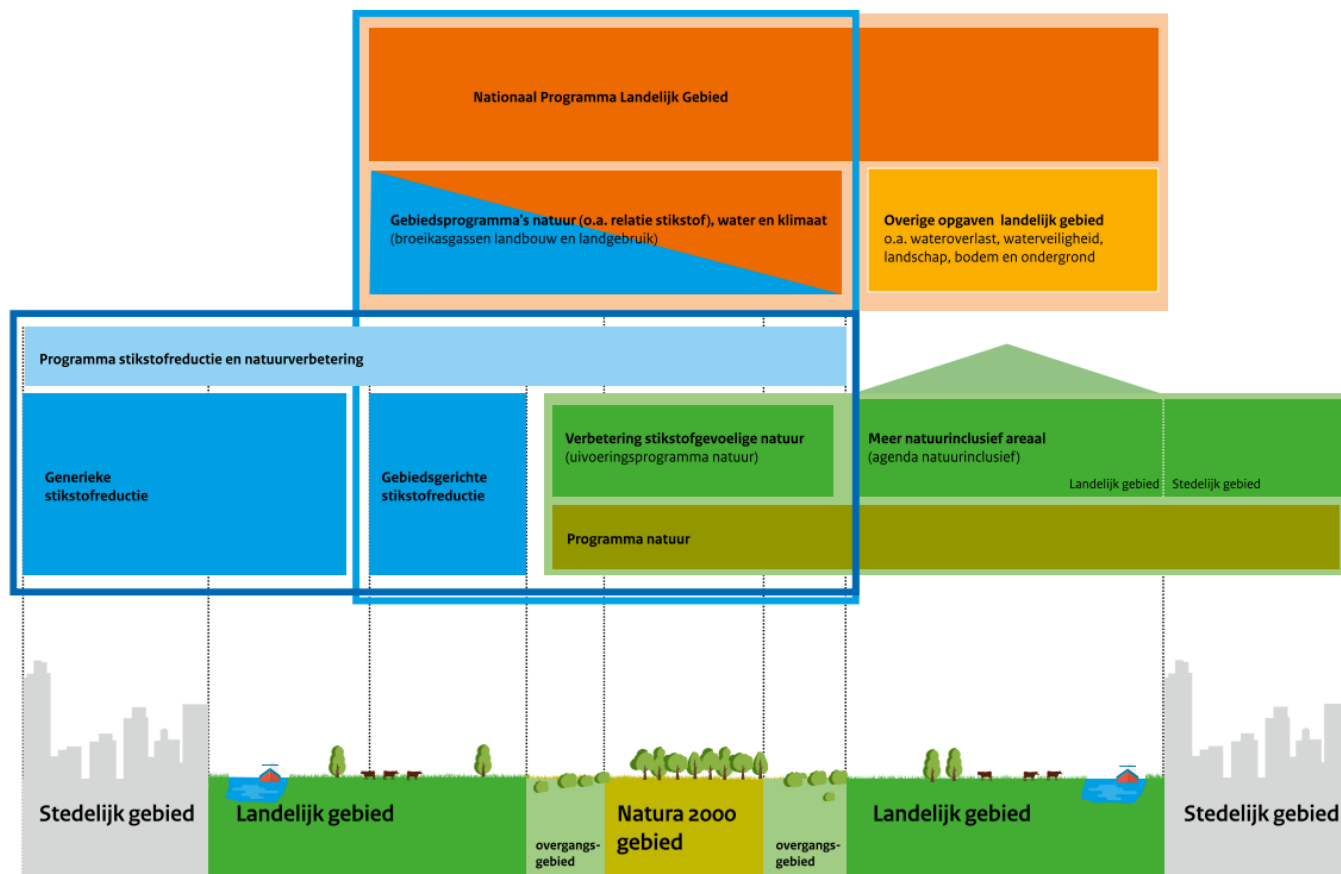 Nationaal Programma Landelijk Gebied
Gebiedsprogramma's natuur (o.a. relatie stikstof), water en klimaat
(broeikasgassen landbouw en landgebruik)
Overige opgaven landelijk gebied
o.a. wateroverlast, waterveiligheid,
landschap, bodem en ondergrond
Programma stikstofreductie en natuurverbetering
Generieke
stikstofreductie
Gebiedsgerichte
stikstofreductie
Verbetering stikstofgevoelige natuur
(uivoeringsprogramma natuur)
Meer natuurinclusief areaal
(agenda natuurinclusief)
Landelijk gebied
Stedelijk gebied
Programma natuur
Stedelijk gebied
Landelijk gebied
overgangs-
gebied
Natura 2000
gebied
overgangs-
gebied
Landelijk gebied
Stedelijk gebied